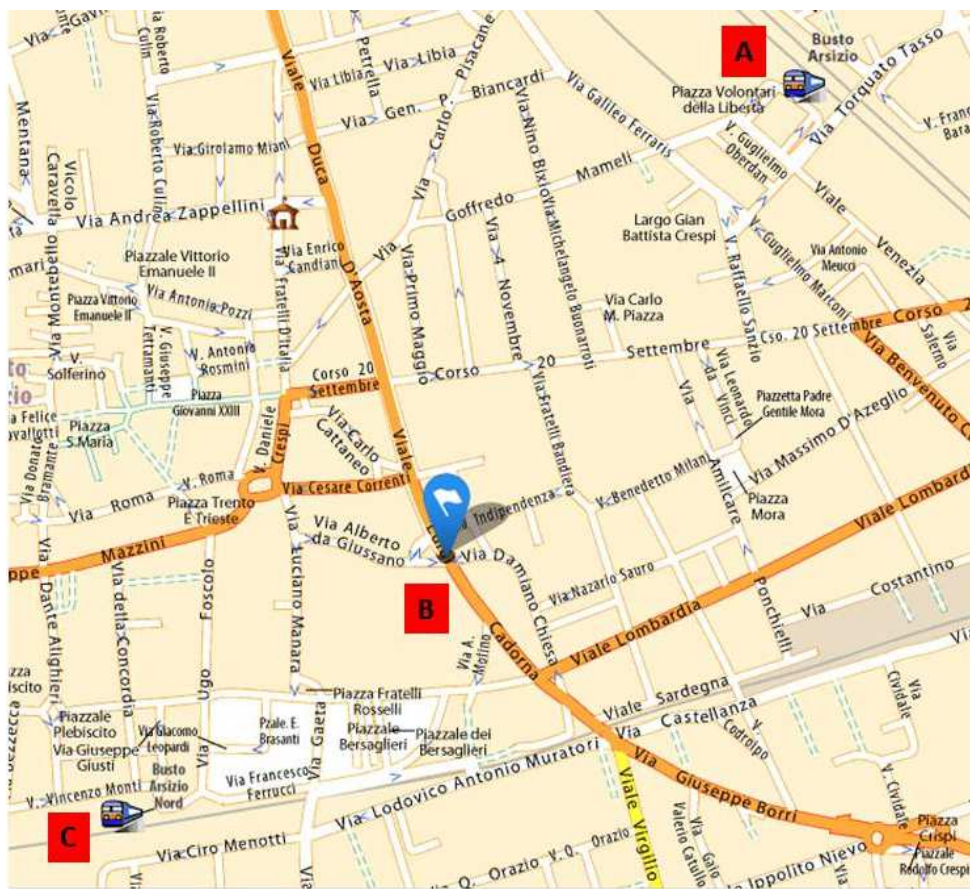 A
B
C
Via Roberto
Culin
Viale
Duca
D'Aosta
Via Libia
Via Libia
Petrella
Via Gen. P. Biancardi
Via Carlo Pisacane
Via Galileo Ferraris
Via Nino Bixio
Busto
Arsizio
Piazza Volontari
della Libertà
Via Torquato Tasso
V. Guglielmo
Oberdan
Viale
Venezia
Mentana
Vicolo
Caravella
Via Roberto Culin
Via Girolamo Miani
Via Andrea Zappellini
Goffredo Mameli
Largo Gian
Battista Crespi
V. Raffaello Sanzio
V. Guglielmo Marconi
Via Antonio
Meucci
Via
Salerno
Piazzale Vittorio
Emanuele II
Piazza Vittorio
Emanuele II
Via Enrico
Candiani
Via Fratelli D'Italia
Via Antonio Pozzi
V. Giuseppe
Tettamanti
V. Antonio
Rosmini
V.
Solferino
Via Primo Maggio
Via 4 Novembre
Via Michelangelo Buonarroti
Via Carlo
M. Piazza
Corso 20 Settembre
Cso. 20 Settembre
Corso
Via Benvenuto
Corso 20
Settembre
Piazza
Giovanni XXIII
Piazza
S.Maria
V. Daniele
Crespi
Via Carlo
Cattaneo
Viale
Via Cesare Correnti
Via Fratelli Bandiera
Via Leonardo
da Vinci
Piazzetta Padre
Gentile Mora
Via Massimo D'Azeglio
Via Amilcare Ponchielli
Piazza
Mora
V. Benedetto Milani
Indipendenza
Via Donato
Bramante
V. Roma
Via Roma
Piazza Trento
E Trieste
Mazzini
Via Alberto
da Giussano
Via Damiano Chiesa
Via Nazario Sauro
Viale Lombardia
Via Costantino
Via Dante Alighieri
Via della Concordia
Via Ugo Foscolo
Via Luciano Manara
Cadorna
Via A.
Molino
Piazza Fratelli
Rosselli
Piazzale
Bersaglieri
Piazzale dei
Bersaglieri
Piazzale
Plebiscito
Via Giuseppe
Giusti
Via Giacomo
Leopardi
Pzale. E.
Brasanti
Via Gaeta
Via Francesco
Ferrucci
Viale Sardegna
Via Castellanza
V.
Codroipo
Via
Cividale
V. Cividale
V. Vincenzo Monti
Busto
Arsizio
Nord
Via Lodovico Antonio Muratori
Via Giuseppe Borri
Viale Virgilio
Via
Valerio Catullo
Via Ciro Menotti
Q. Orazio
V. Q. Orazio
Ippolito Nievo
Piazza
Crispi
Piazzale
Rodolfo Crespi